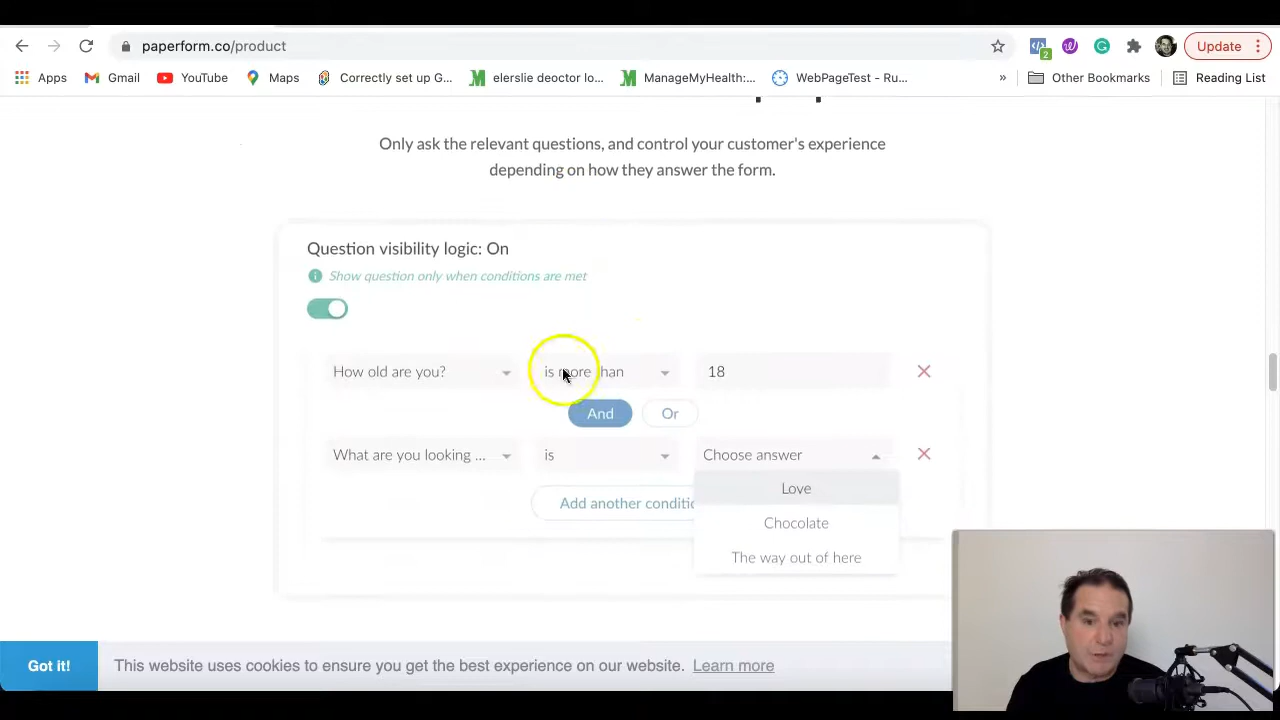 paperform.co/product
2
Update
Apps
Gmail
YouTube
Maps
Correctly set up G...
elerslie deoctor lo...
ManageMyHealth:...
WebPageTest - Ru...
»
Other Bookmarks
Reading List
Only ask the relevant questions, and control your customer's experience
depending on how they answer the form.
Question visibility logic: On
Show question only when conditions are met
How old are you?
is more than
18
And
Or
What are you looking ...
is
Choose answer
Add another conditio
Love
Chocolate
The way out of here
Got it!
This website uses cookies to ensure you get the best experience on our website. Learn more